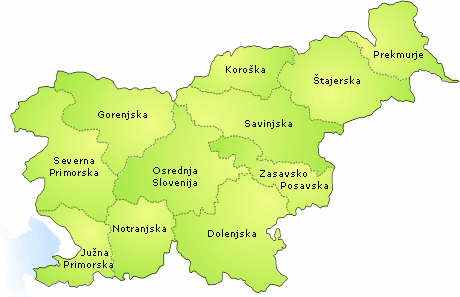 Prekmurje
Koroška
Štajerska
Gorenjska
Savinjska
Severna
Primorska
Osrednja
Slovenija
Zasavsko
Posavska
Notranjska
Dolenjska
Južna
Primorska